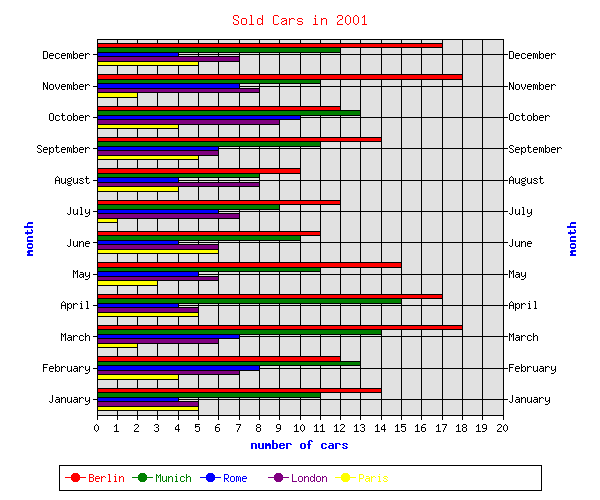 Sold Cars in 2001
December December
November November
October October
September September
August August
July July
month month
June June
May May
April April
March March
February February
January January
0 1 2 3 4 5 6 7 8 9 10 11 12 13 14 15 16 17 18 19 20
number of cars
Berlin Munich Rome London Paris